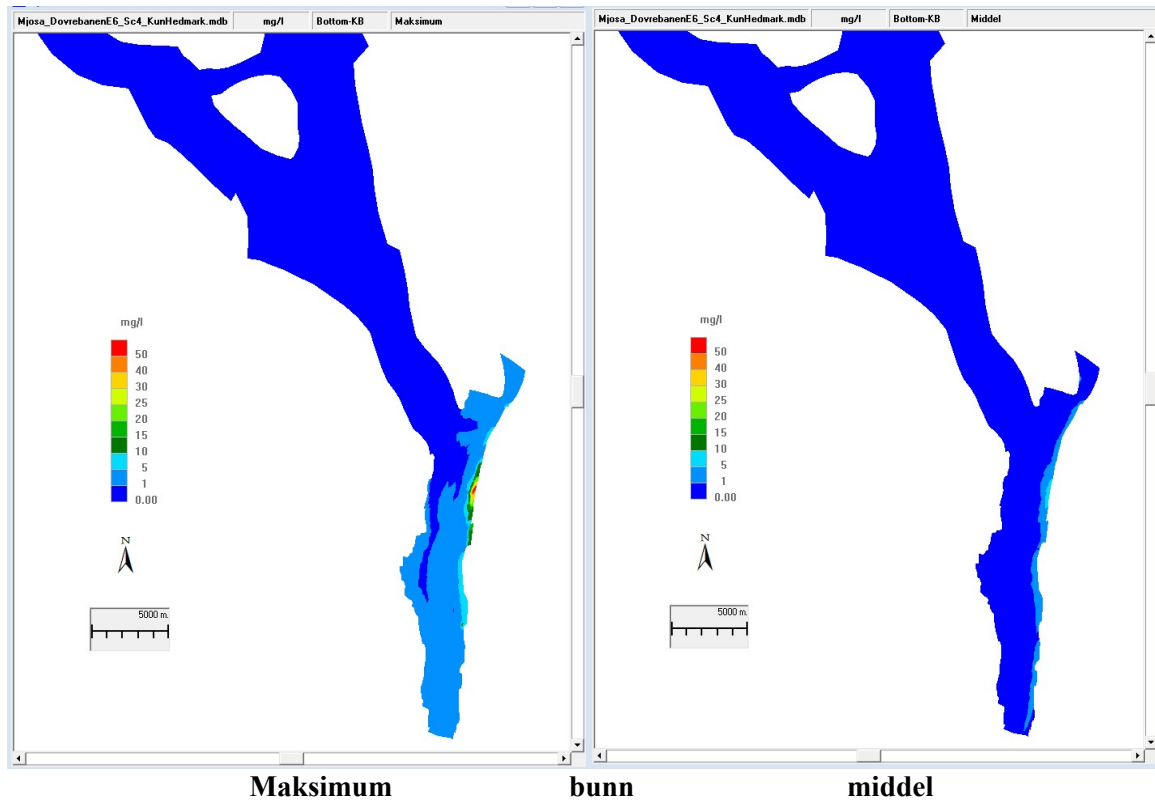 Mjosa_DovrebanenE6_Sc4_KunHedmark.mdb mg/l Bottom-KB Maksimum
mg/l
50
40
30
25
20
15
10
5
1
0.00
N
5000 m.
Mjosa_DovrebanenE6_Sc4_KunHedmark.mdb mg/l Bottom-KB Middel
mg/l
50
40
30
25
20
15
10
5
1
0.00
N
5000 m.
Maksimum bunn middel